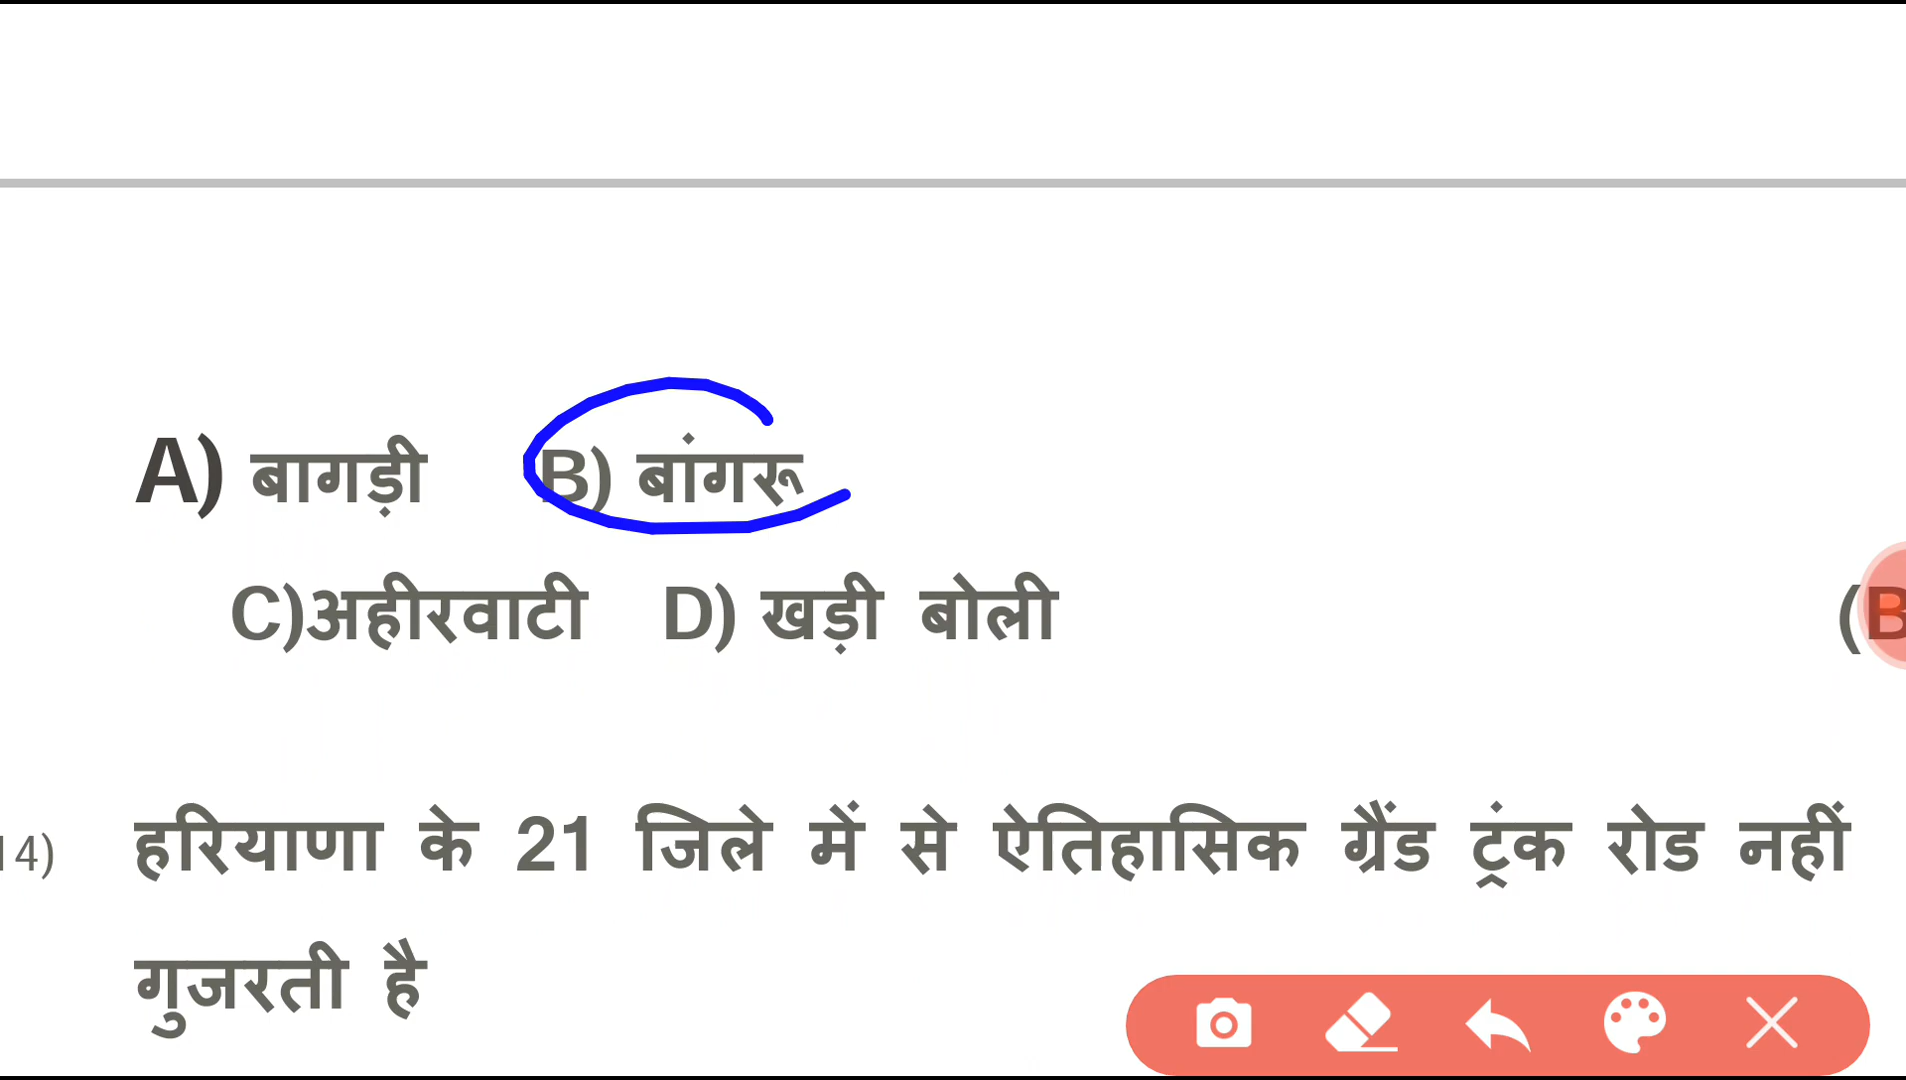 A) बागड़ी B) बांगरू
C)अहीरवाटी D) खड़ी बोली (B
14) हरियाणा के 21 जिले में से ऐतिहासिक ग्रैंड ट्रंक रोड नहीं
गुजरती है